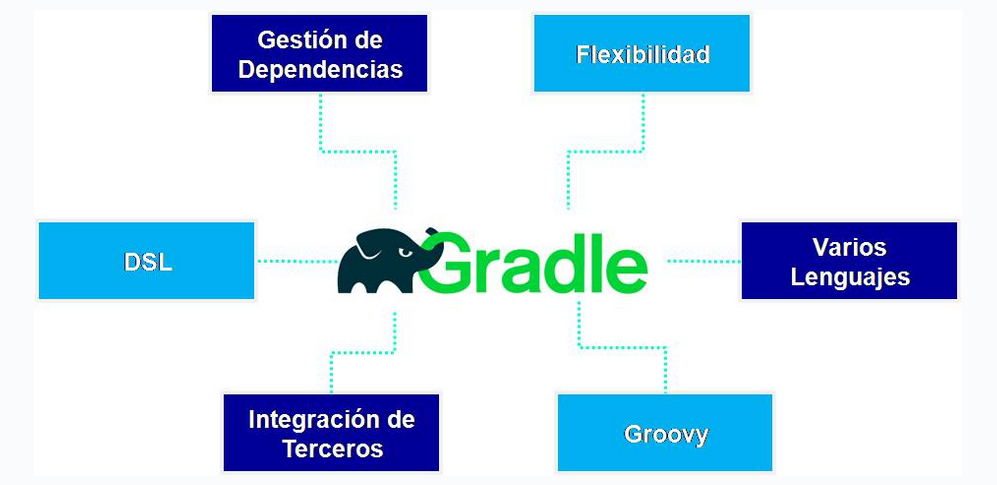 Gestión de
Dependencias
Flexibilidad
DSL
Gradle
Varios
Lenguajes
Integración de
Terceros
Groovy